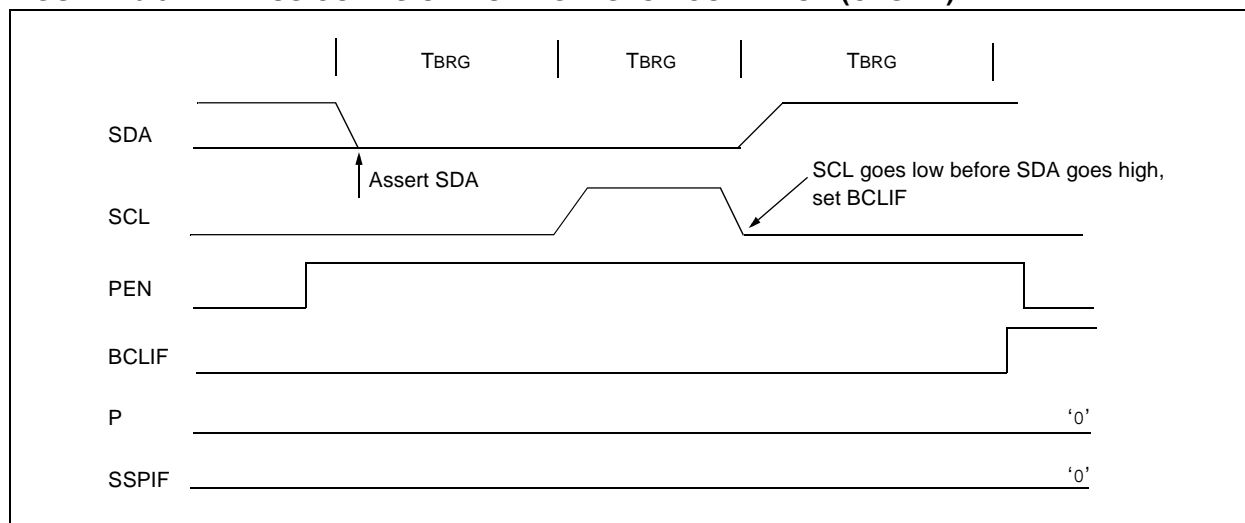 TBRG TBRG TBRG
SDA
Assert SDA
SCL goes low before SDA goes high,
set BCLIF
SCL
PEN
BCLIF
P '0'
SSPIF '0'